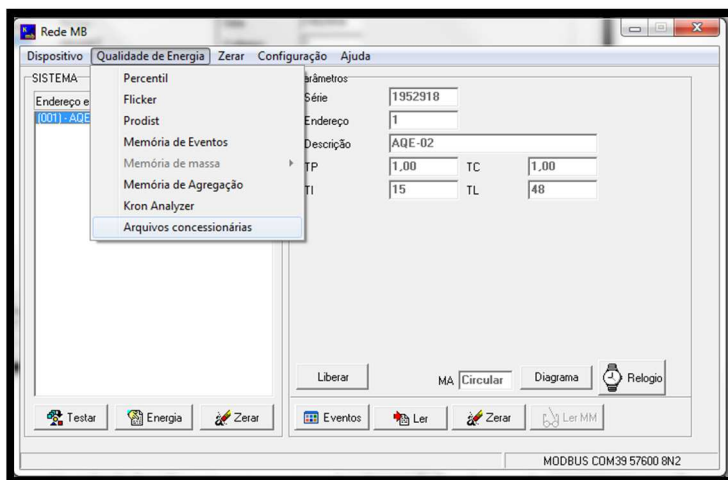 Rede MB
Dispositivo Qualidade de Energia Zerar Configuração Ajuda
SISTEMA
Endereço e
(001) - AQE
Percentil
Flicker
Prodist
Memória de Eventos
Memória de massa
Memória de Agregação
Kron Analyzer
Arquivos concessionárias
arâmetros
Série 1952918
Endereço 1
Descrição AQE-02
TP 1,00 TC 1,00
TI 15 TL 48
Liberar MA Circular Diagrama Relogio
Testar Energia Zerar Eventos Ler Zerar Ler MM
MODBUS COM39 57600 8N2